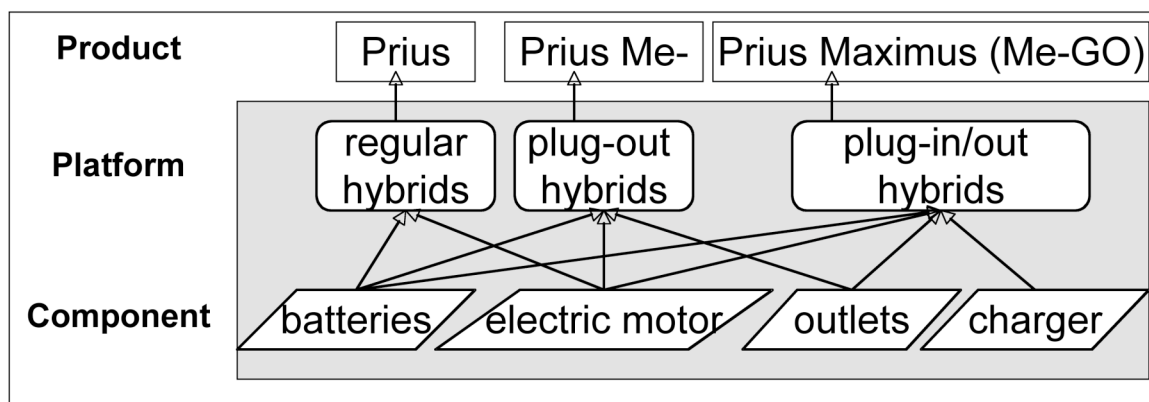 Product
Prius
Prius Me-
Prius Maximus (Me-GO)
Platform
regular
hybrids
plug-out
hybrids
plug-in/out
hybrids
Component
batteries
electric motor
outlets
charger